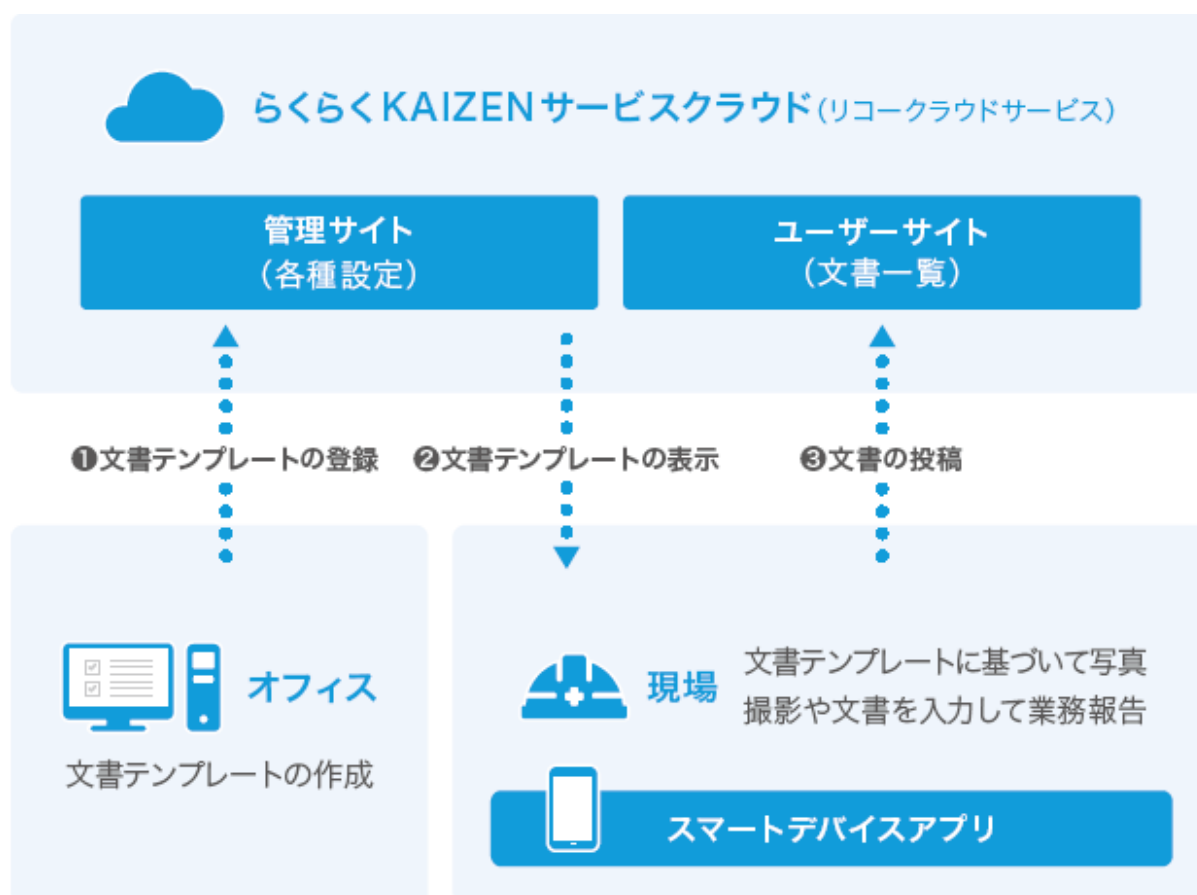 らくらくKAIZENサービスクラウド(リコークラウドサービス)
管理サイト
(各種設定)
ユーザーサイト
(文書一覧)
❶文書テンプレートの登録
❷文書テンプレートの表示
❸文書の投稿
オフィス
文書テンプレートの作成
現場
文書テンプレートに基づいて写真
撮影や文書を入力して業務報告
スマートデバイスアプリ